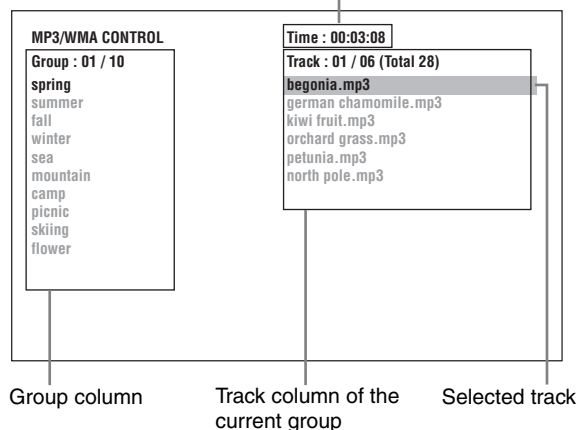 MP3/WMA CONTROL
Group : 01 / 10
spring
summer
fall
winter
sea
mountain
camp
picnic
skiing
flower
Time : 00:03:08
Track : 01 / 06 (Total 28)
begonia.mp3
german chamomile.mp3
kiwi fruit.mp3
orchard grass.mp3
petunia.mp3
north pole.mp3
Group column
Track column of the
current group
Selected track